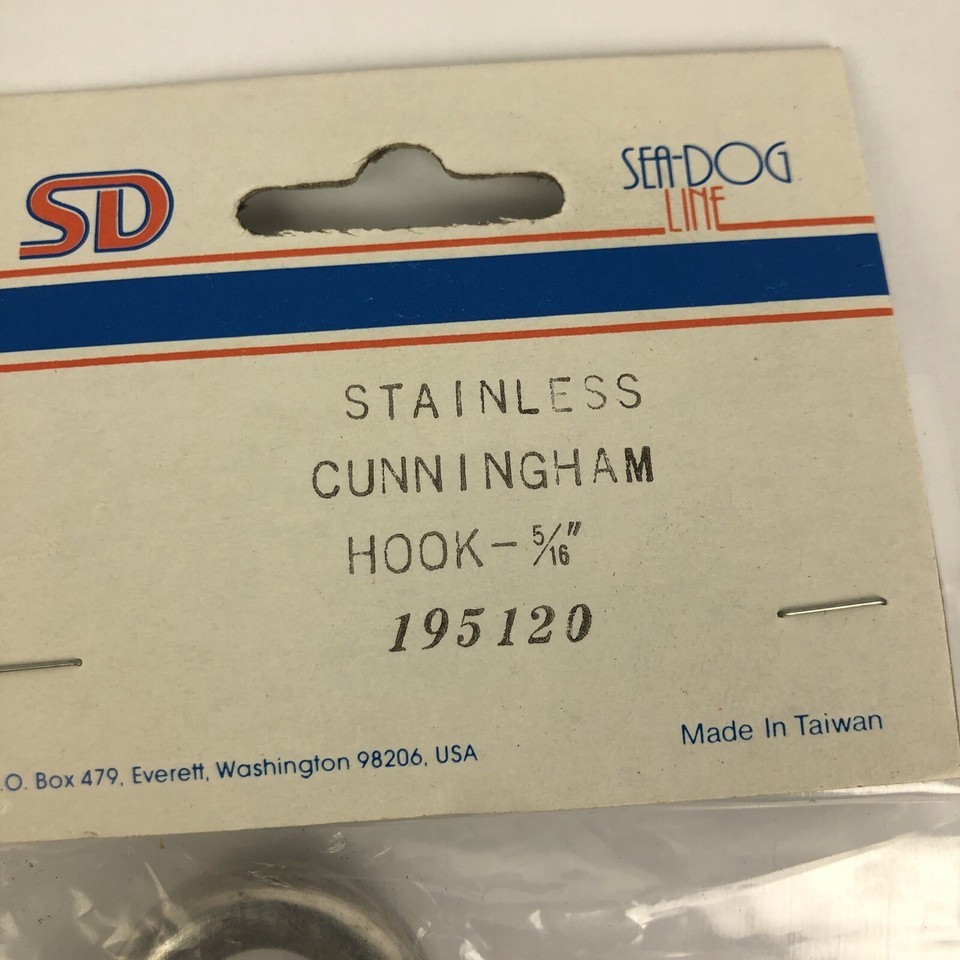 SD
SEA-DOG
LINE
STAINLESS
CUNNINGHAM
HOOK - 5/16"
195120
Made In Taiwan
.O. Box 479, Everett, Washington 98206, USA